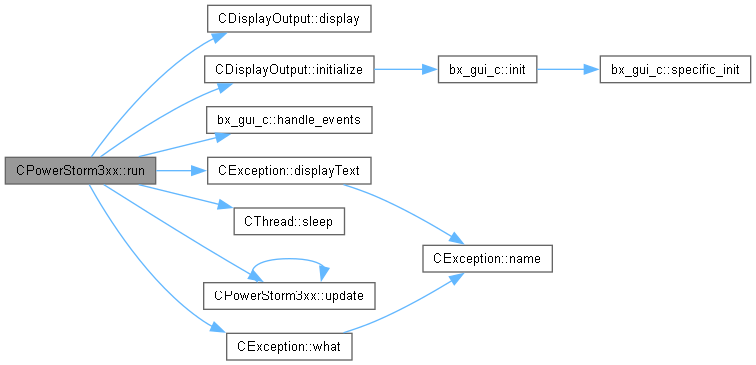 CDisplayOutput::display
CDisplayOutput::initialize
bx_gui_c::init
bx_gui_c::specific_init
bx_gui_c::handle_events
CPowerStorm3xx::run
CException::displayText
CThread::sleep
CException::name
CPowerStorm3xx::update
CException::what